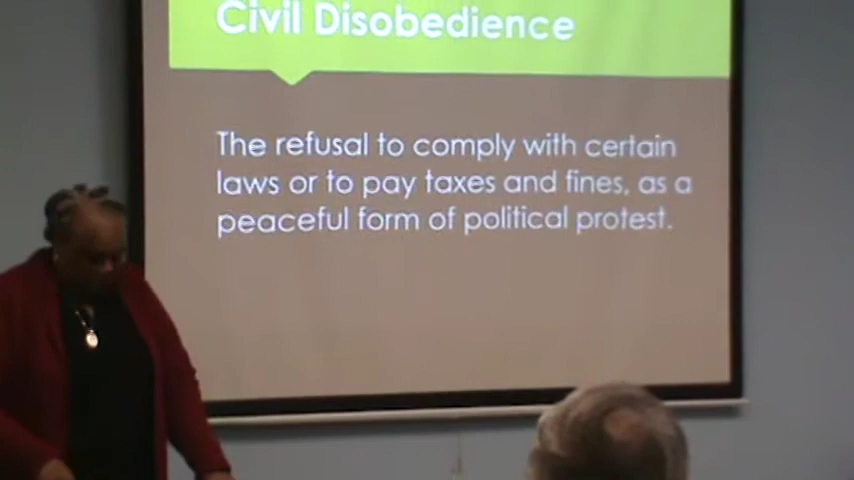 Civil Disobedience
The refusal to comply with certain
laws or to pay taxes and fines, as a
peaceful form of political protest.